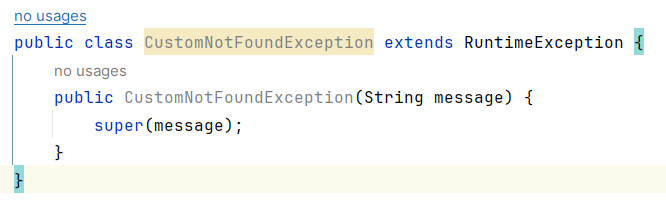 no usages
public class CustomNotFoundException extends RuntimeException {
no usages
public CustomNotFoundException(String message) {
super(message);
}
}